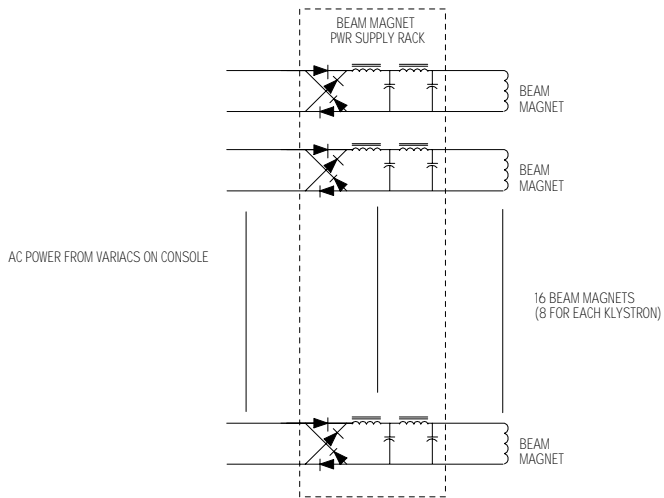 BEAM MAGNET
PWR SUPPLY RACK
BEAM
MAGNET
BEAM
MAGNET
AC POWER FROM VARIACS ON CONSOLE
16 BEAM MAGNETS
(8 FOR EACH KLYSTRON)
BEAM
MAGNET